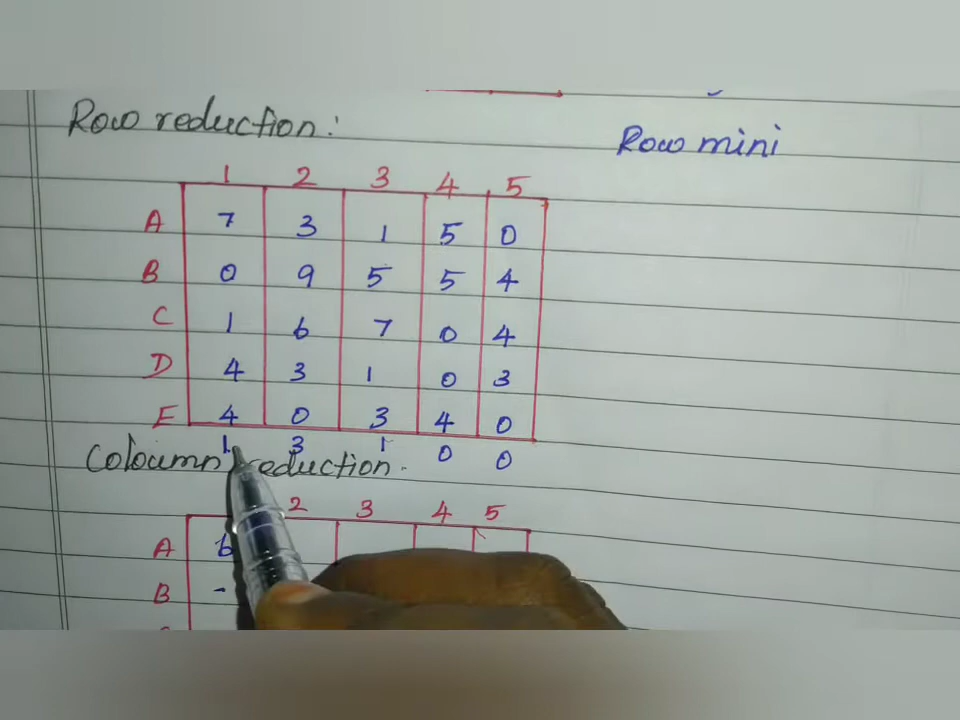 Row reduction:
Row mini
1 2 3 4 5
A 7 3 1 5 0
B 0 9 5 5 4
C 1 6 7 0 4
D 4 3 1 0 3
E 4 0 3 4 0
1 3 1 0 0
Coloumn reduction.
2 3 4 5
A 6
B -